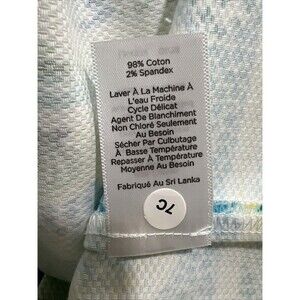 98% Coton
2% Spandex
Laver À La Machine À
L'eau Froide
Cycle Délicat
Agent De Blanchiment
Non Chloré Seulement
Au Besoin
Sécher Par Culbutage
À Basse Température
Repasser À Température
Moyenne Au Besoin
Fabriqué Au Sri Lanka
7C